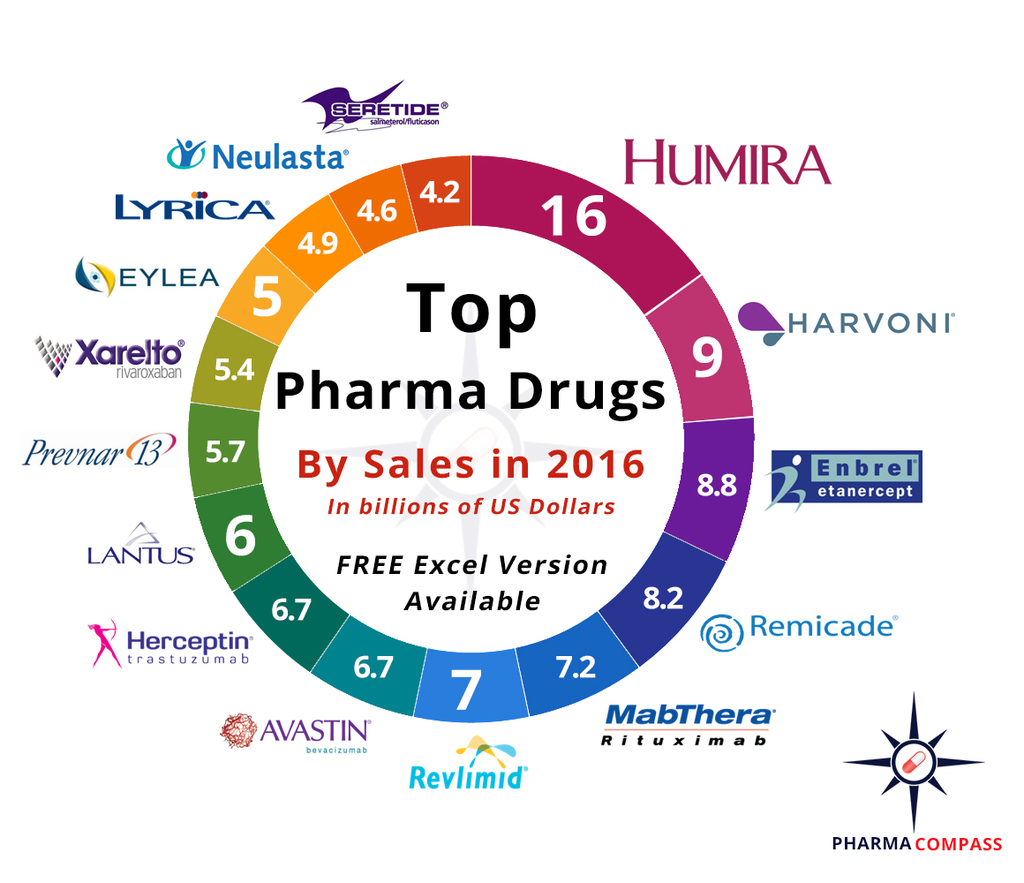 SERETIDE®
salmeterol/fluticason
Neulasta®
HUMIRA
LYRICA®
EYLEA
HARVONI®
Xarelto®
rivaroxaban
Prevnar 13®
Enbrel®
etanercept
LANTUS®
Remicade®
Herceptin®
trastuzumab
MabThera®
Rituximab
AVASTIN®
bevacizumab
Revlimid®
16
9
8.8
8.2
7.2
7
6.7
6.7
6
5.7
5.4
5
4.9
4.6
4.2
Top
Pharma Drugs
By Sales in 2016
In billions of US Dollars
FREE Excel Version
Available
PHARMA COMPASS